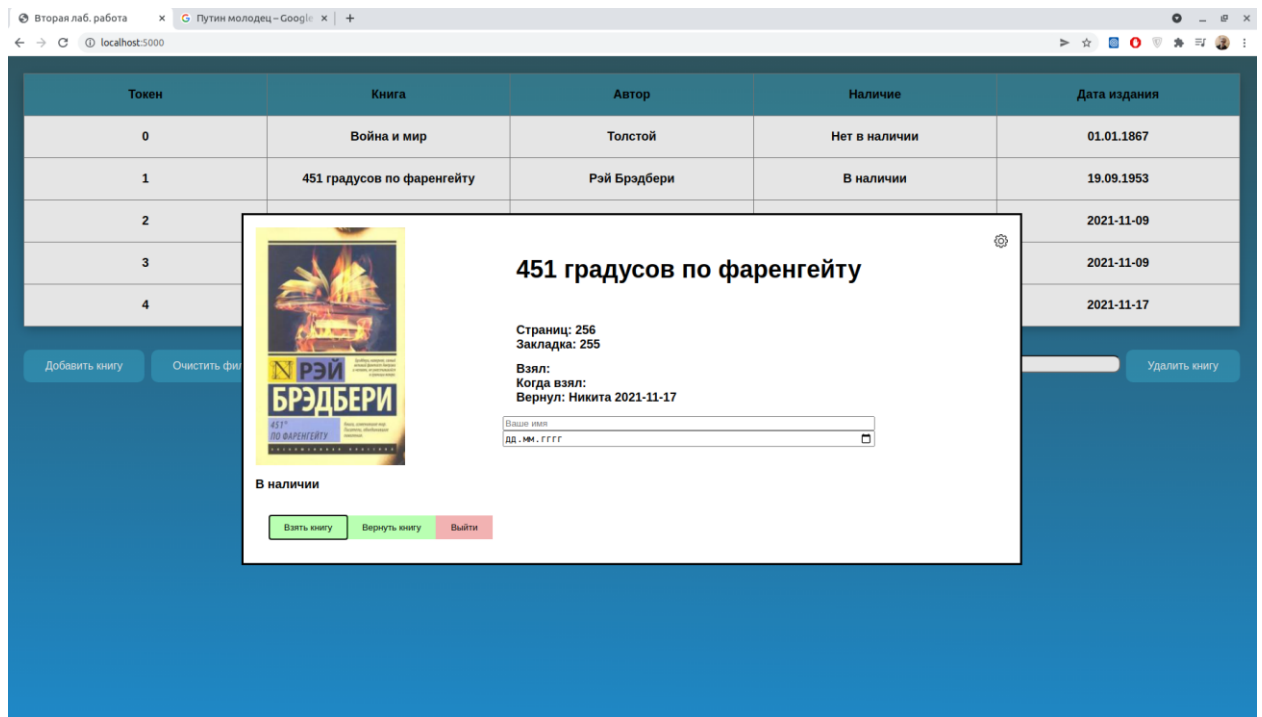 Вторая лаб. работа
Путин молодец – Google
localhost:5000
Токен Книга Автор Наличие Дата издания
0 Война и мир Толстой Нет в наличии 01.01.1867
1 451 градусов по фаренгейту Рэй Брэдбери В наличии 19.09.1953
2 2021-11-09
3 2021-11-09
4 2021-11-17
Добавить книгу Очистить фил Удалить книгу
451 градусов по фаренгейту
Страниц: 256
Закладка: 255
Взял:
Когда взял:
Вернул: Никита 2021-11-17
Ваше имя
дд.мм.гггг
N РЭЙ
БРЭДБЕРИ
451°
ПО ФАРЕНГЕЙТУ
В наличии
Взять книгу Вернуть книгу Выйти